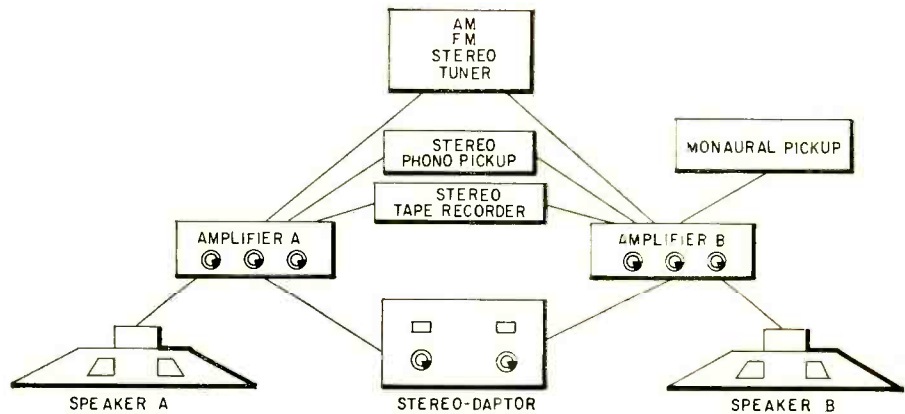 AM
FM
STEREO
TUNER
STEREO
PHONO PICKUP
MONAURAL PICKUP
STEREO
TAPE RECORDER
AMPLIFIER A
AMPLIFIER B
SPEAKER A
STEREO-DAPTOR
SPEAKER B